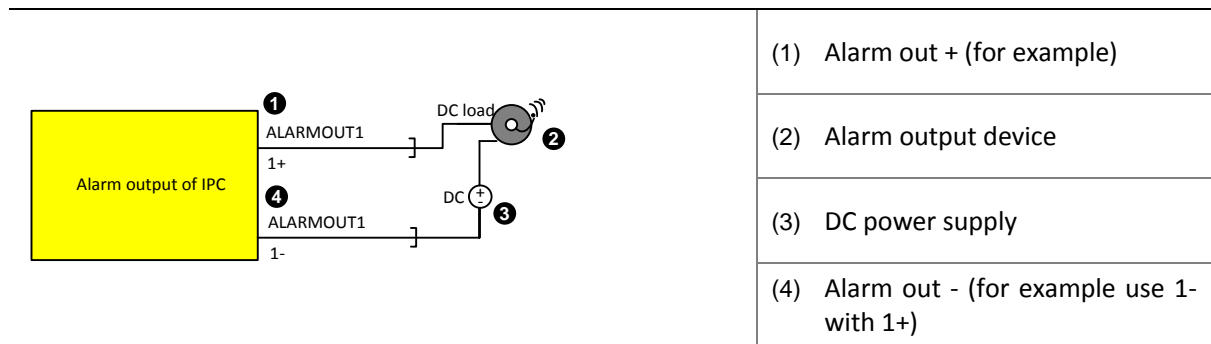 1
ALARMOUT1
1+
Alarm output of IPC
4
ALARMOUT1
1-
DC load
2
DC
+
-
3
(1) Alarm out + (for example)
(2) Alarm output device
(3) DC power supply
(4) Alarm out - (for example use 1-
with 1+)